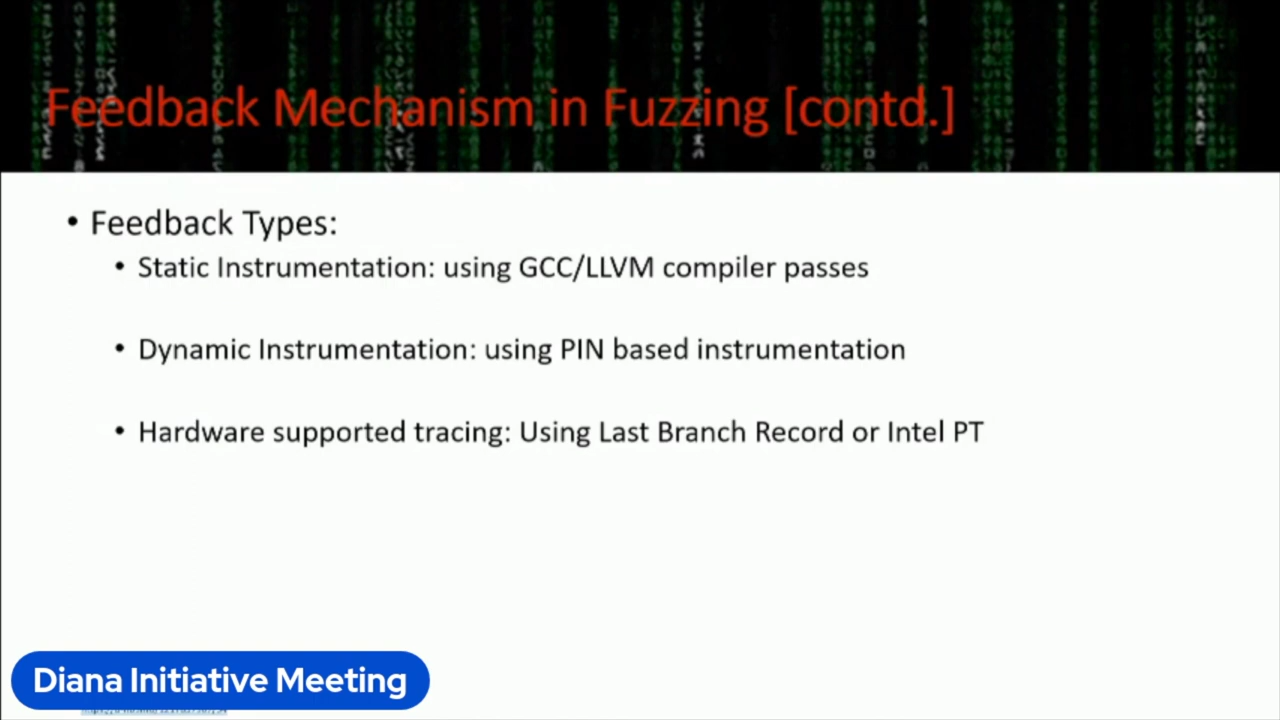 Feedback Mechanism in Fuzzing [contd.]
• Feedback Types:
• Static Instrumentation: using GCC/LLVM compiler passes
• Dynamic Instrumentation: using PIN based instrumentation
• Hardware supported tracing: Using Last Branch Record or Intel PT
Diana Initiative Meeting